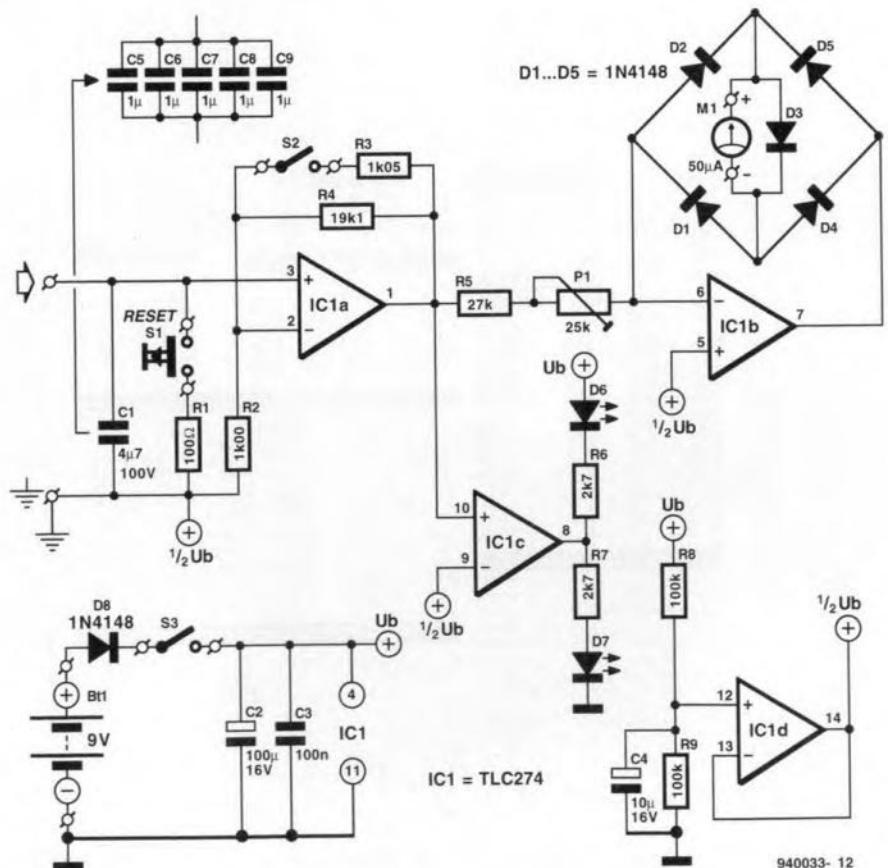 C5
C6
C7
C8
C9
1µ
1µ
1µ
1µ
1µ
D2
D5
D1...D5 = 1N4148
M1
+
D3
50µA
−
D1
D4
S2
R3
1k05
R4
19k1
3
+
IC1a
1
2
−
R5
27k
P1
25k
6
−
IC1b
7
5
+
1/2Ub
RESET
S1
C1
4µ7
100V
R1
100Ω
R2
1k00
1/2Ub
Ub
D6
R6
2k7
10
+
IC1c
8
9
−
1/2Ub
R7
2k7
D7
Ub
R8
100k
1/2Ub
12
+
IC1d
14
13
−
C4
10µ
16V
R9
100k
D8
1N4148
S3
Ub
+
Bt1
9V
−
C2
100µ
16V
C3
100n
4
IC1
11
IC1 = TLC274
940033- 12